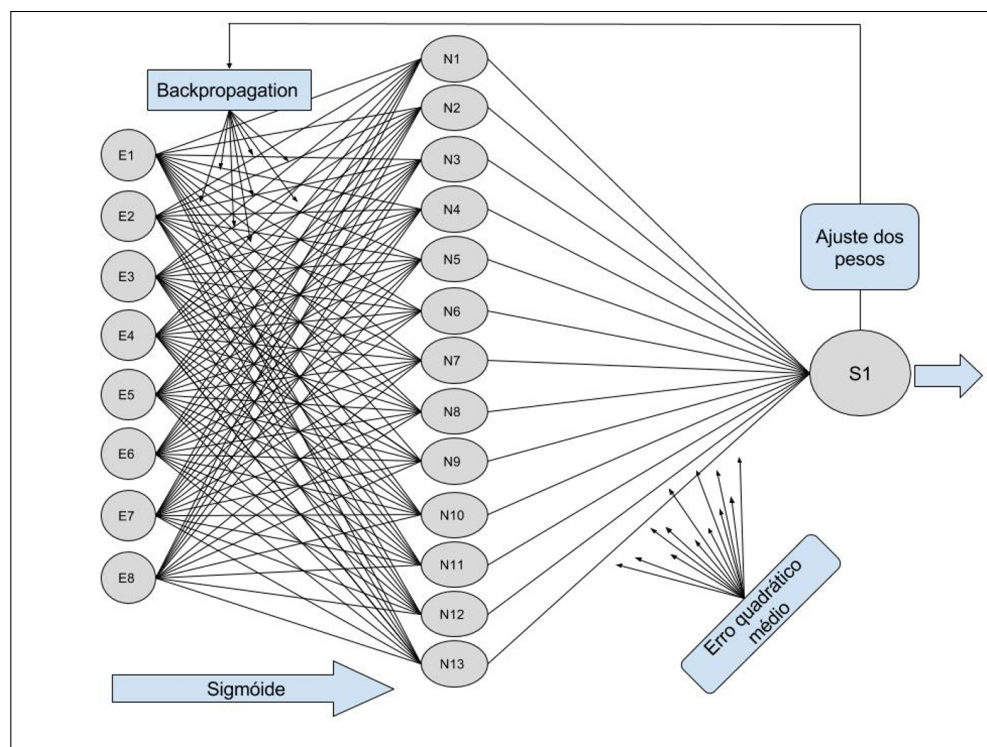 Backpropagation
E1
E2
E3
E4
E5
E6
E7
E8
N1
N2
N3
N4
N5
N6
N7
N8
N9
N10
N11
N12
N13
Ajuste dos
pesos
S1
Erro quadrático
médio
Sigmóide